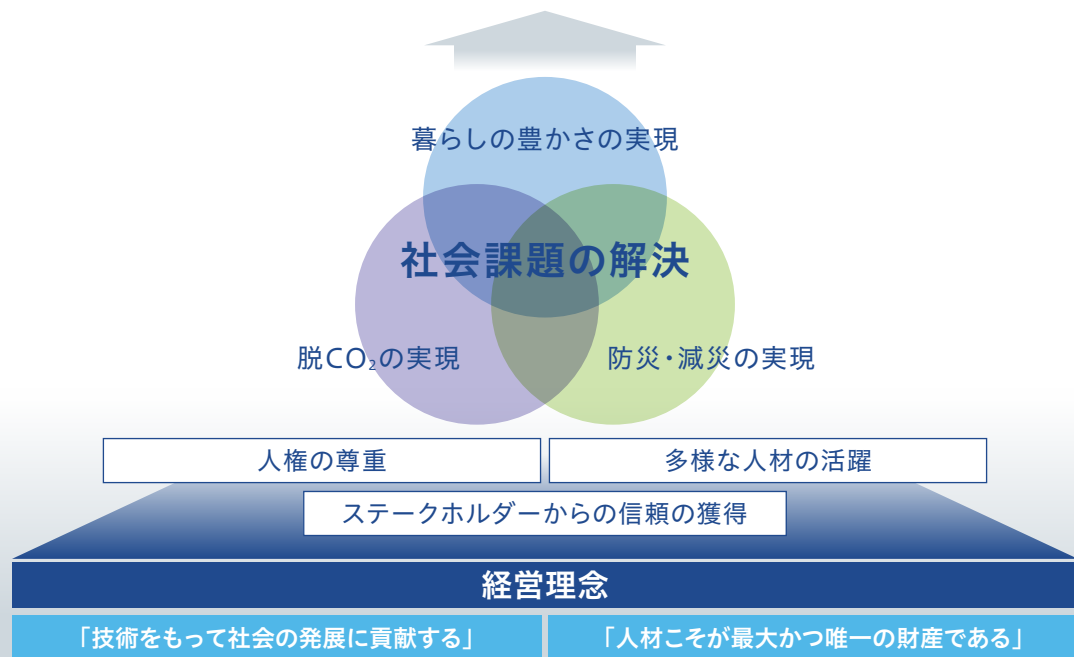 暮らしの豊かさの実現
社会課題の解決
脱CO₂の実現
防災・減災の実現
人権の尊重
多様な人材の活躍
ステークホルダーからの信頼の獲得
経営理念
「技術をもって社会の発展に貢献する」
「人材こそが最大かつ唯一の財産である」